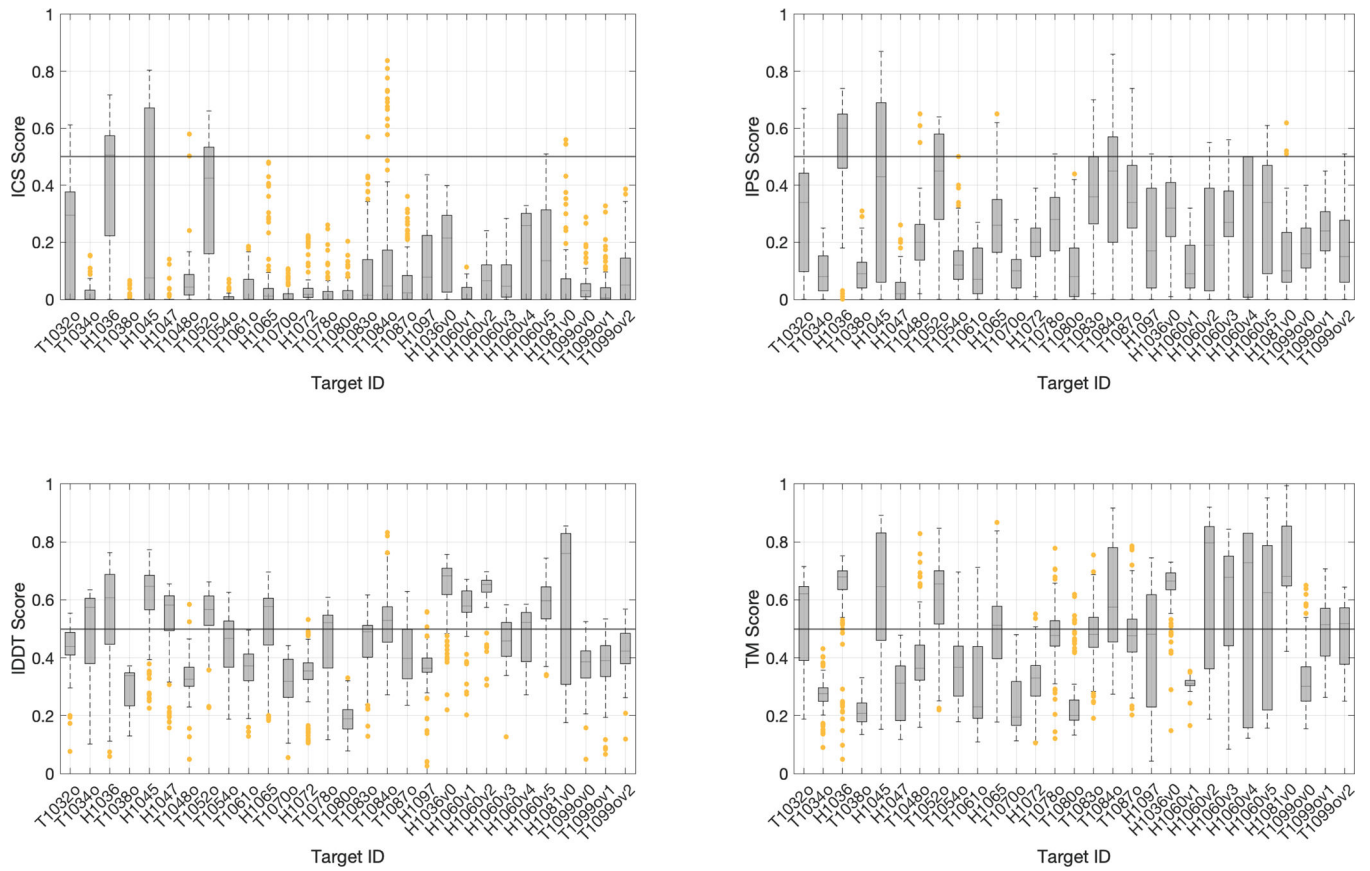 ICS Score
1
0.8
0.6
0.4
0.2
0
T1032o T1034o H1036 T1038o H1045 H1047 T1048o T1052o T1054o T1061o H1065 T1070o H1072 T1078o T1080o T1083o T1084o T1087o H1097 H1036v0 H1060v1 H1060v2 H1060v3 H1060v4 H1060v5 H1081v0 T1099ov0 T1099ov1 T1099ov2
Target ID
IPS Score
1
0.8
0.6
0.4
0.2
0
T1032o T1034o H1036 T1038o H1045 H1047 T1048o T1052o T1054o T1061o H1065 T1070o H1072 T1078o T1080o T1083o T1084o T1087o H1097 H1036v0 H1060v1 H1060v2 H1060v3 H1060v4 H1060v5 H1081v0 T1099ov0 T1099ov1 T1099ov2
Target ID
lDDT Score
1
0.8
0.6
0.4
0.2
0
T1032o T1034o H1036 T1038o H1045 H1047 T1048o T1052o T1054o T1061o H1065 T1070o H1072 T1078o T1080o T1083o T1084o T1087o H1097 H1036v0 H1060v1 H1060v2 H1060v3 H1060v4 H1060v5 H1081v0 T1099ov0 T1099ov1 T1099ov2
Target ID
TM Score
1
0.8
0.6
0.4
0.2
0
T1032o T1034o H1036 T1038o H1045 H1047 T1048o T1052o T1054o T1061o H1065 T1070o H1072 T1078o T1080o T1083o T1084o T1087o H1097 H1036v0 H1060v1 H1060v2 H1060v3 H1060v4 H1060v5 H1081v0 T1099ov0 T1099ov1 T1099ov2
Target ID